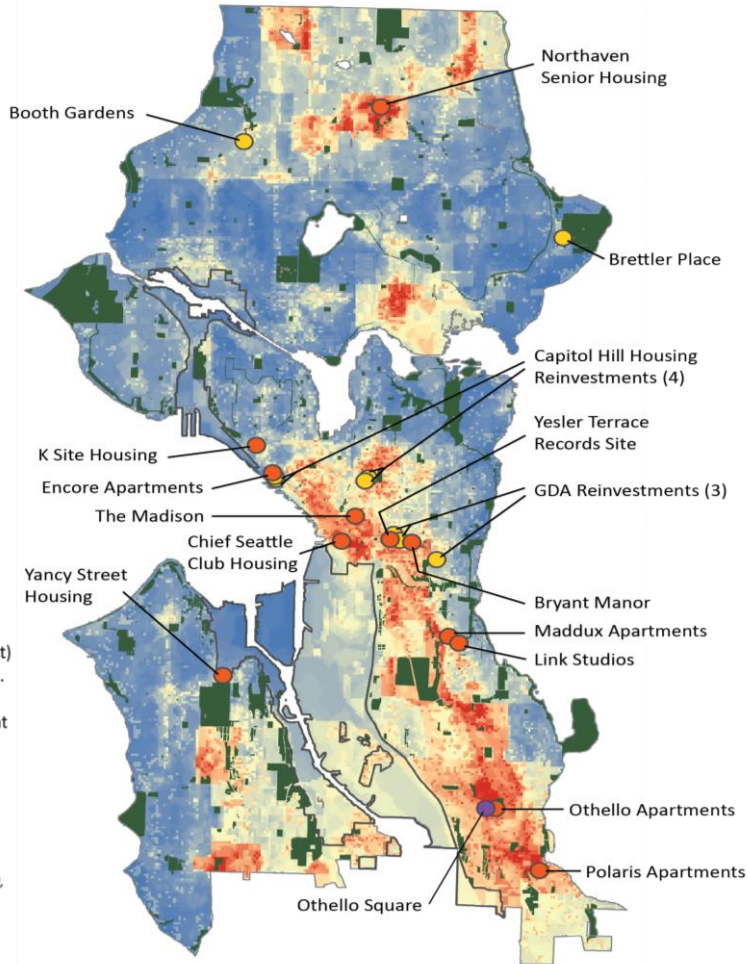 Northaven
Senior Housing
Booth Gardens
Brettler Place
Capitol Hill Housing
Reinvestments (4)
Yesler Terrace
Records Site
K Site Housing
Encore Apartments
GDA Reinvestments (3)
The Madison
Chief Seattle
Club Housing
Yancy Street
Housing
Bryant Manor
Maddux Apartments
t)
Link Studios
Othello Apartments
Polaris Apartments
Othello Square